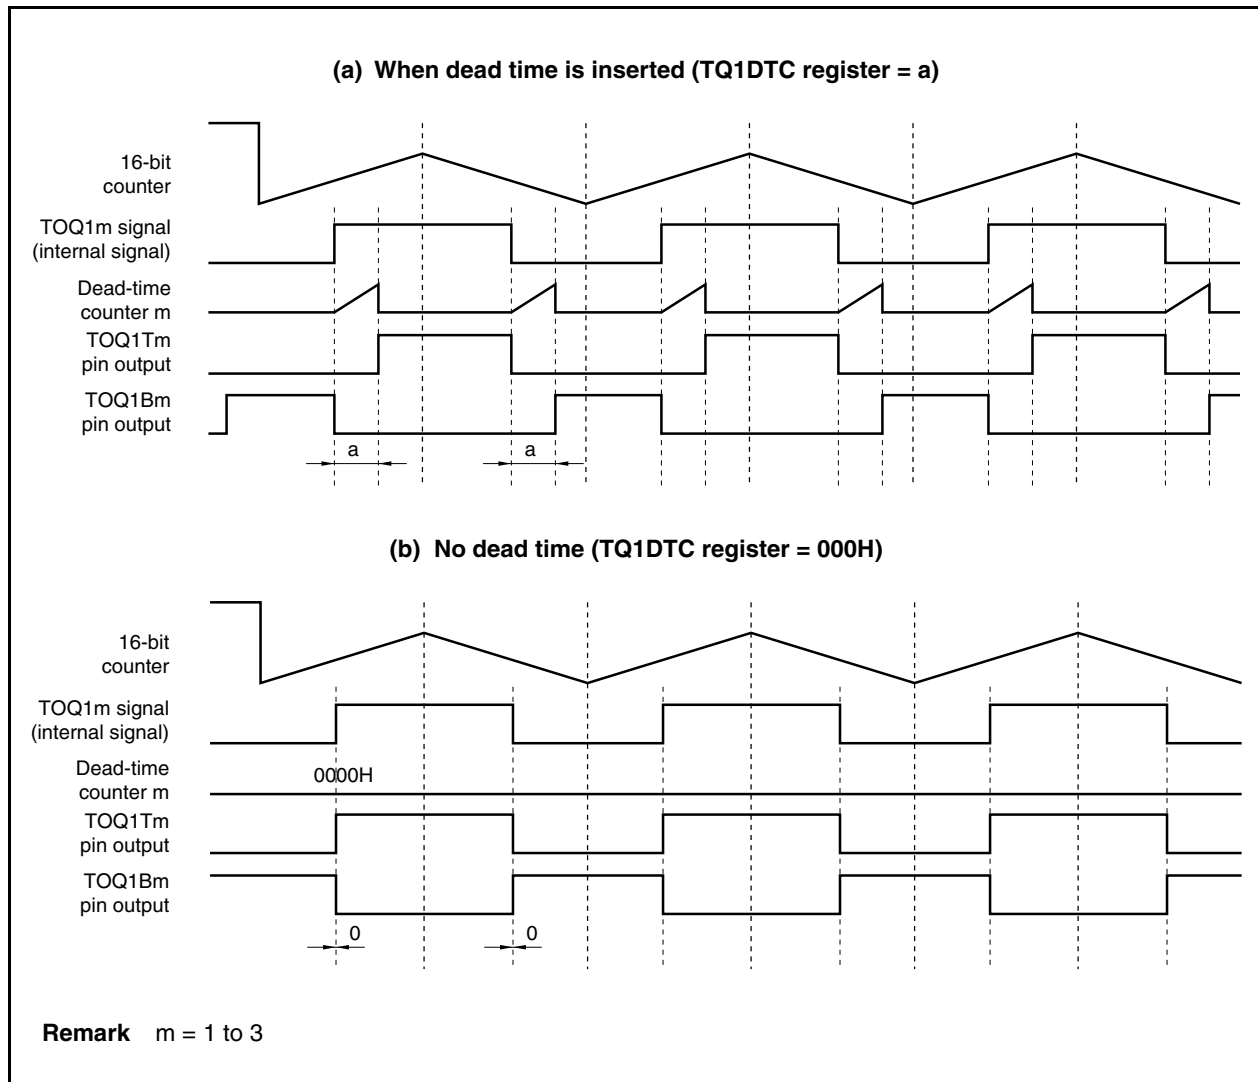 (a) When dead time is inserted (TQ1DTC register = a)
16-bit
counter
TOQ1m signal
(internal signal)
Dead-time
counter m
TOQ1Tm
pin output
TOQ1Bm
pin output
a
a
(b) No dead time (TQ1DTC register = 000H)
16-bit
counter
TOQ1m signal
(internal signal)
Dead-time
counter m
0000H
TOQ1Tm
pin output
TOQ1Bm
pin output
0
0
Remark m = 1 to 3